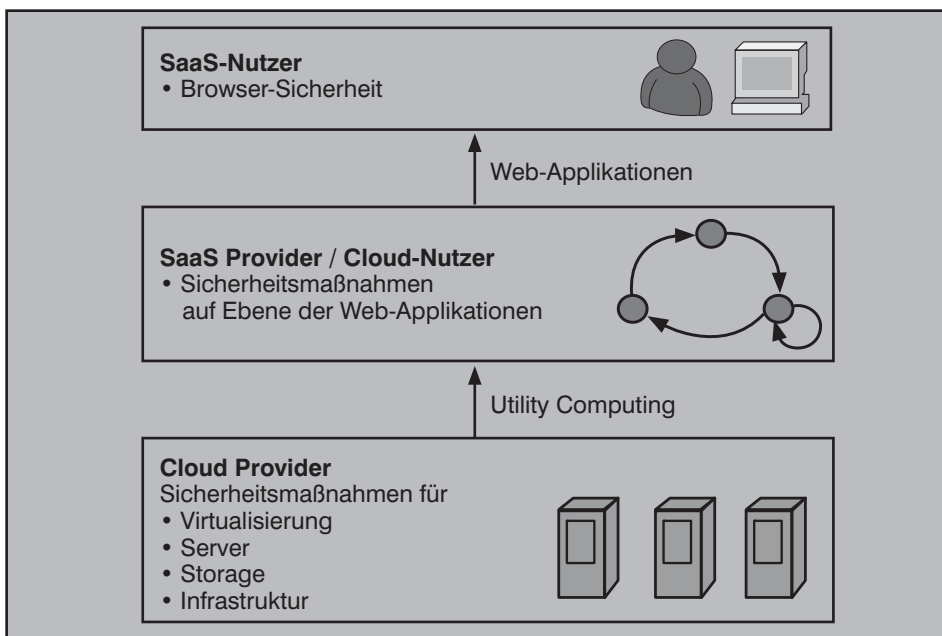 SaaS-Nutzer
• Browser-Sicherheit
Web-Applikationen
SaaS Provider / Cloud-Nutzer
• Sicherheitsmaßnahmen
auf Ebene der Web-Applikationen
Utility Computing
Cloud Provider
Sicherheitsmaßnahmen für
• Virtualisierung
• Server
• Storage
• Infrastruktur